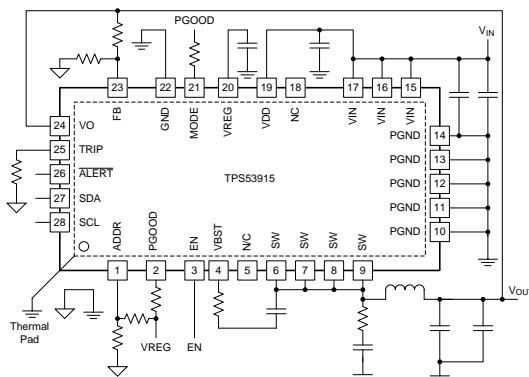 PGOOD
VIN
23
22
21
20
19
18
17
16
15
FB
GND
MODE
VREG
VDD
NC
VIN
VIN
VIN
24 VO
25 TRIP
26 ALERT
27 SDA
28 SCL
TPS53915
PGND 14
PGND 13
PGND 12
PGND 11
PGND 10
ADDR
PGOOD
EN
VBST
N/C
SW
SW
SW
SW
1
2
3
4
5
6
7
8
9
VOUT
Thermal
Pad
VREG
EN